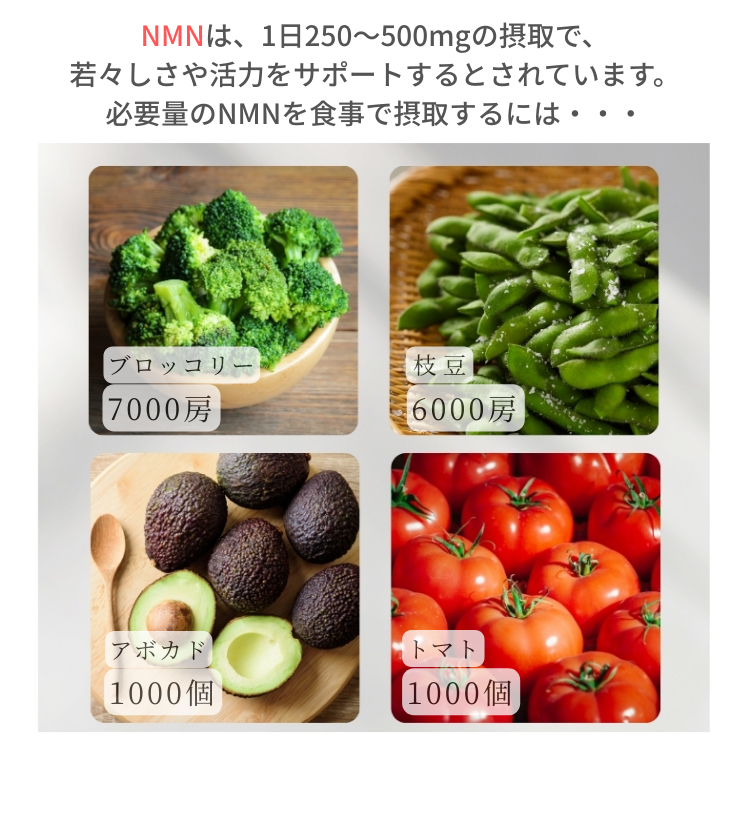 NMNは、1日250〜500mgの摂取で、
若々しさや活力をサポートするとされています。
必要量のNMNを食事で摂取するには・・・
ブロッコリー
7000房
枝豆
6000房
アボカド
1000個
トマト
1000個